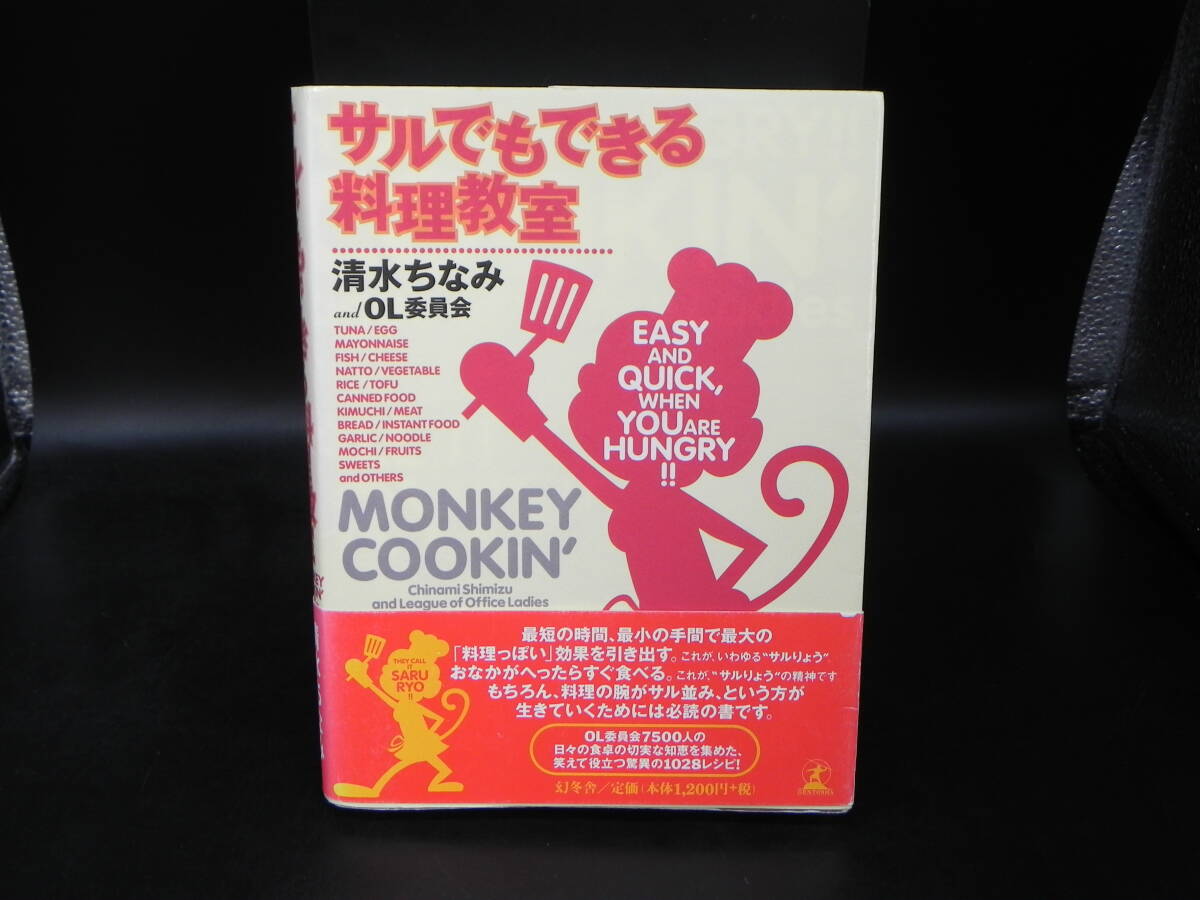 サルでもできる
料理教室
清水ちなみ
and OL委員会
TUNA / EGG
MAYONNAISE
FISH / CHEESE
NATTO / VEGETABLE
RICE / TOFU
CANNED FOOD
KIMUCHI / MEAT
BREAD / INSTANT FOOD
GARLIC / NOODLE
MOCHI / FRUITS
SWEETS
and OTHERS
EASY
AND
QUICK,
WHEN
YOU ARE
HUNGRY
!!
MONKEY
COOKIN'
Chinami Shimizu
and League of Office Ladies
THEY CALL
IT
SARU
RYO
!!
最短の時間、最小の手間で最大の
「料理っぽい」効果を引き出す。これが、いわゆる“サルりょう”
おなかがへったらすぐ食べる。これが、“サルりょう”の精神です
もちろん、料理の腕がサル並み、という方が
生きていくためには必読の書です。
OL委員会7500人の
日々の食卓の切実な知恵を集めた、
笑えて役立つ驚異の1028レシピ!
幻冬舎／定価(本体1,200円+税)
GENTOSHA